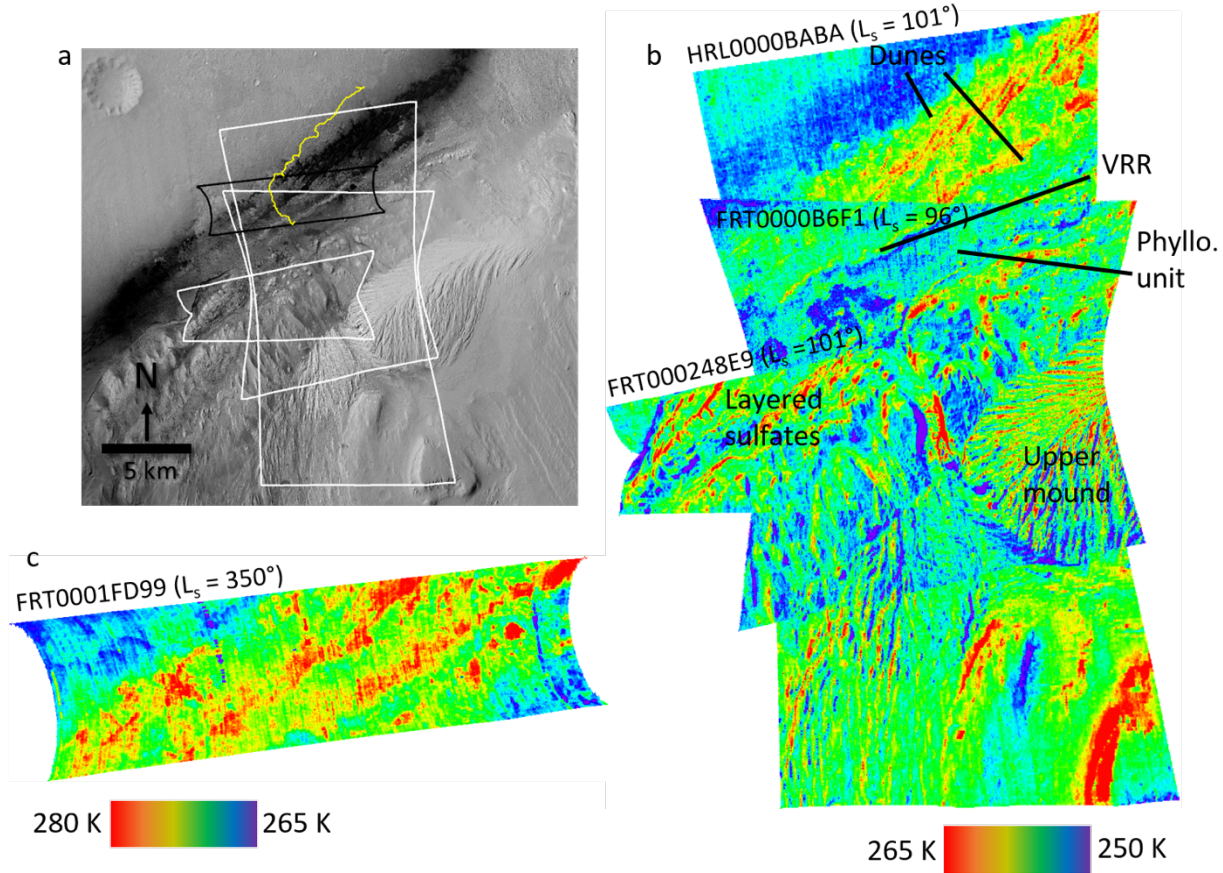 a
N
5 km
b
HRL0000BABA (Ls = 101°)
Dunes
VRR
FRT0000B6F1 (Ls = 96°)
Phyllo.
unit
FRT000248E9 (Ls =101°)
Layered
sulfates
Upper
mound
c
FRT0001FD99 (Ls = 350°)
280 K
265 K
265 K
250 K